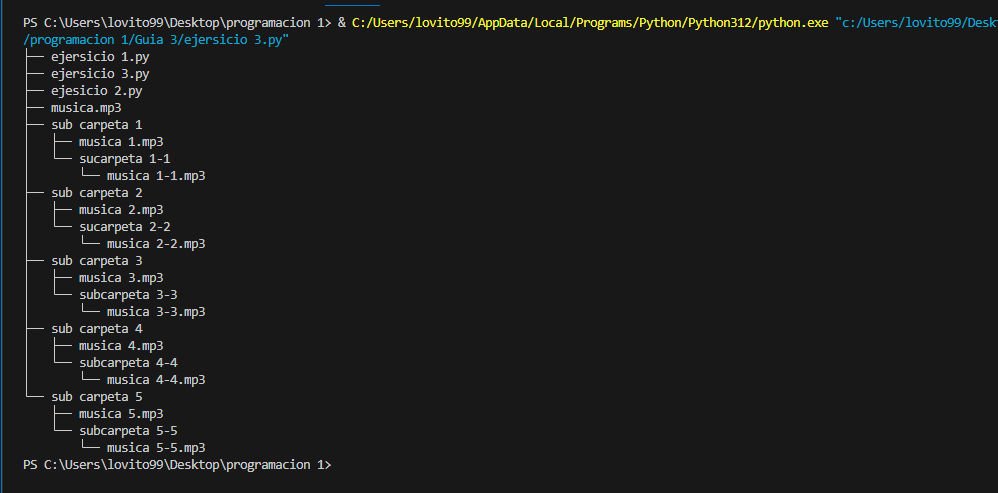 PS C:\Users\lovito99\Desktop\programacion 1> & C:/Users/lovito99/AppData/Local/Programs/Python/Python312/python.exe "c:/Users/lovito99/Desk
/programacion 1/Guia 3/ejersicio 3.py"
├── ejersicio 1.py
├── ejersicio 3.py
├── ejesicio 2.py
├── musica.mp3
├── sub carpeta 1
│   ├── musica 1.mp3
│   └── sucarpeta 1-1
│       └── musica 1-1.mp3
├── sub carpeta 2
│   ├── musica 2.mp3
│   └── sucarpeta 2-2
│       └── musica 2-2.mp3
├── sub carpeta 3
│   ├── musica 3.mp3
│   └── subcarpeta 3-3
│       └── musica 3-3.mp3
├── sub carpeta 4
│   ├── musica 4.mp3
│   └── subcarpeta 4-4
│       └── musica 4-4.mp3
└── sub carpeta 5
    ├── musica 5.mp3
    └── subcarpeta 5-5
        └── musica 5-5.mp3
PS C:\Users\lovito99\Desktop\programacion 1>